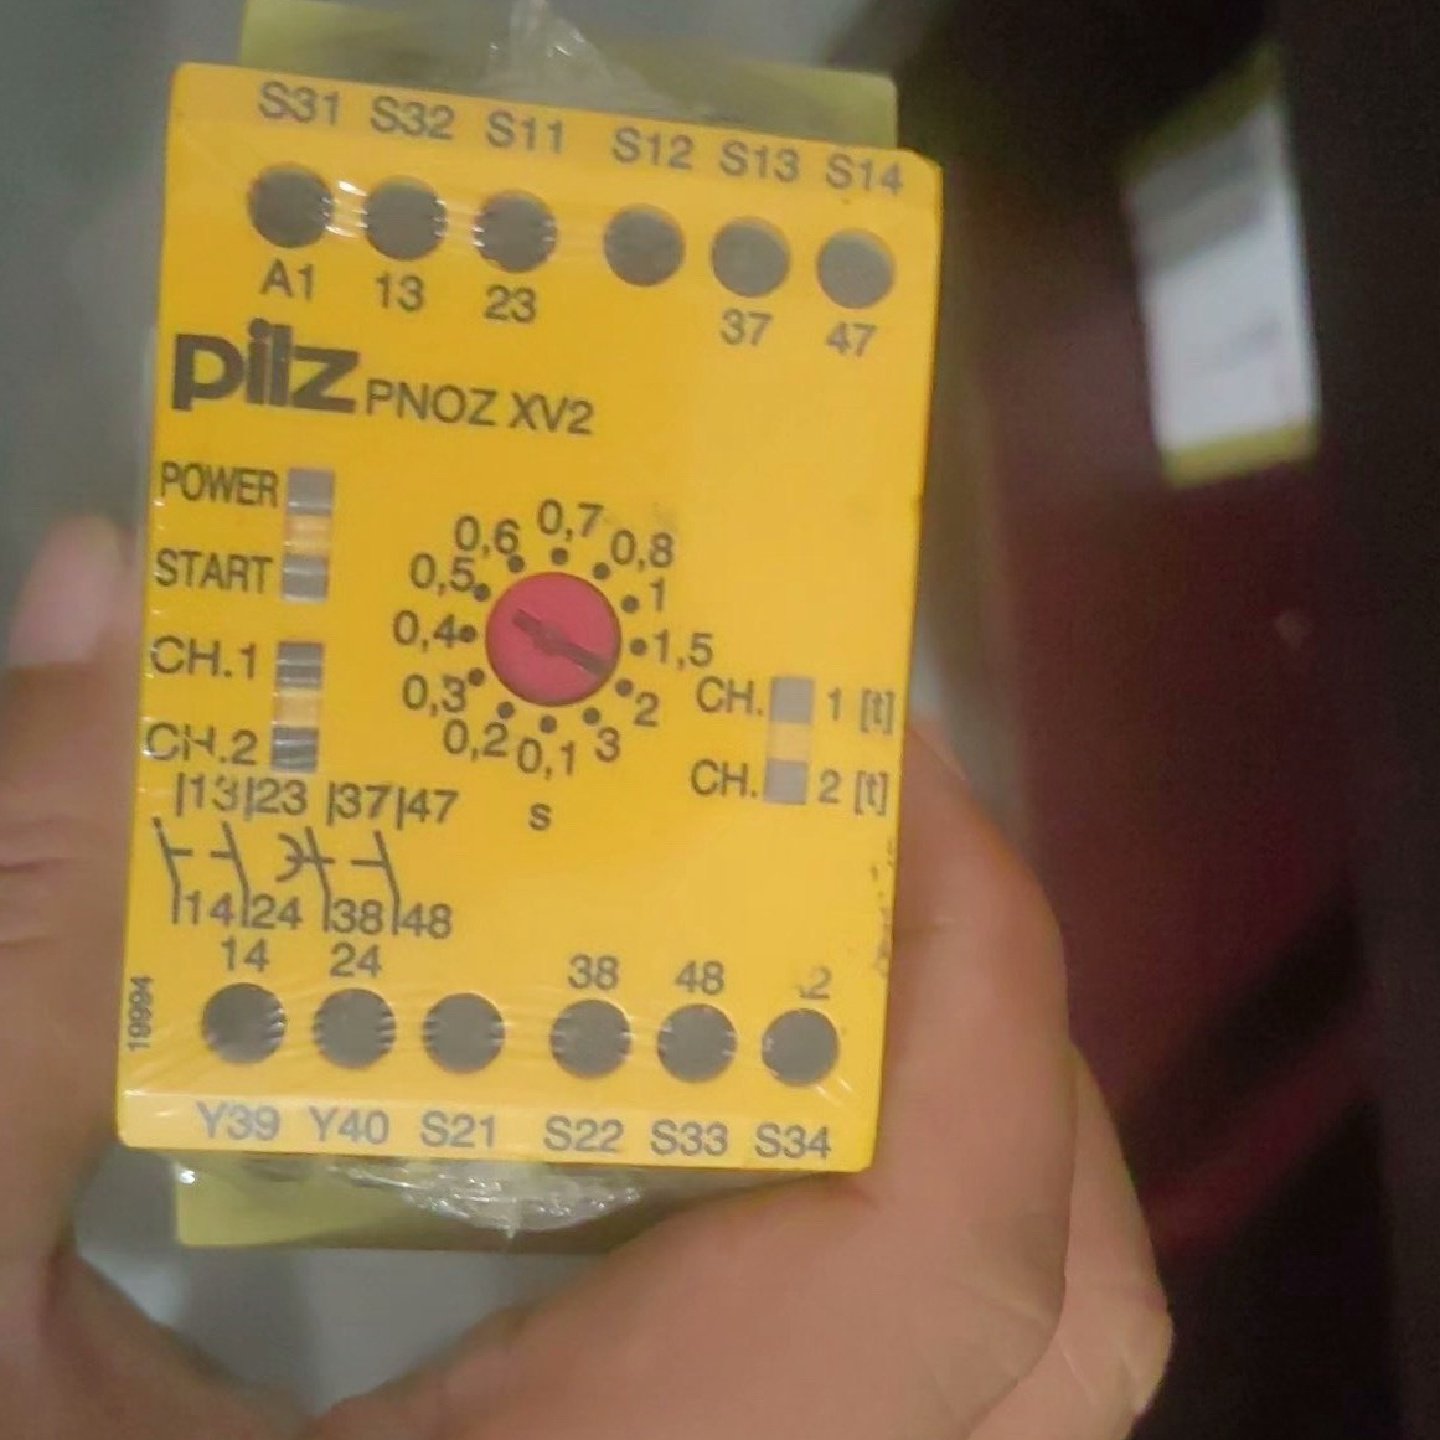 S31 S32 S11 S12 S13 S14
A1 13 23 37 47
pilz PNOZ XV2
POWER
START
CH.1
CH.2
0,7
0,6 0,8
0,5 1
0,4 1,5
0,3 2
0,2 0,1 3
s
CH. 1 [t]
CH. 2 [t]
|13|23 |37|47
|14|24 |38|48
14 24 38 48 2
19994
Y39 Y40 S21 S22 S33 S34